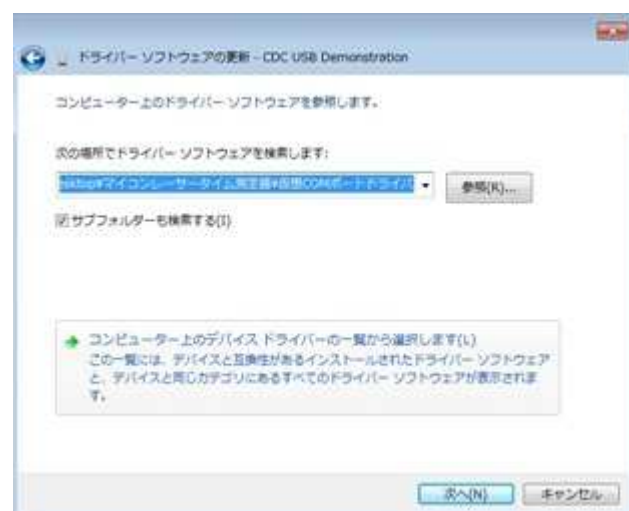 ドライバー ソフトウェアの更新 - CDC USB Demonstration
コンピューター上のドライバー ソフトウェアを参照します。
次の場所でドライバー ソフトウェアを検索します:
sktop¥マイコンレーサータイム測定器¥仮想COMポートドライバ
参照(R)...
サブフォルダーも検索する(I)
コンピューター上のデバイス ドライバーの一覧から選択します(L)
この一覧には、デバイスと互換性があるインストールされたドライバー ソフトウェア
と、デバイスと同じカテゴリにあるすべてのドライバー ソフトウェアが表示されま
す。
次へ(N)
キャンセル